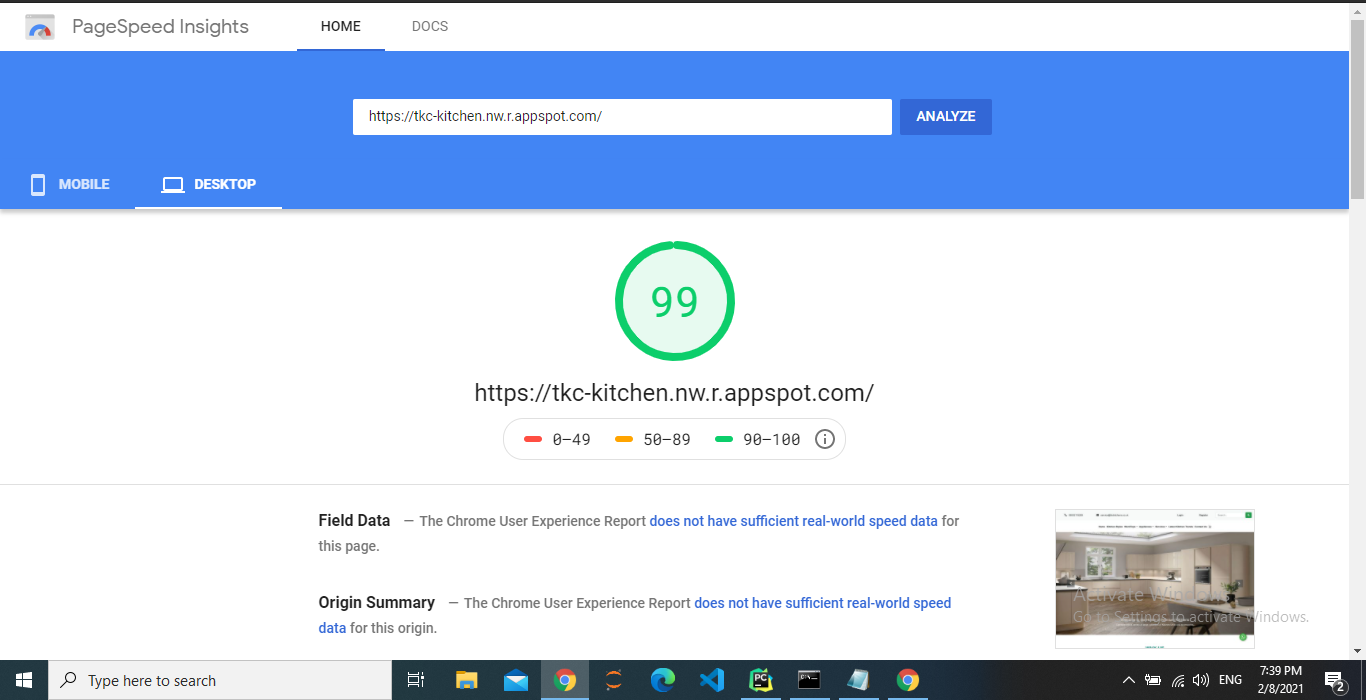 PageSpeed Insights
HOME
DOCS
https://tkc-kitchen.nw.r.appspot.com/
ANALYZE
MOBILE
DESKTOP
99
https://tkc-kitchen.nw.r.appspot.com/
0–49
50–89
90–100
Field Data — The Chrome User Experience Report does not have sufficient real-world speed data for
this page.
Origin Summary — The Chrome User Experience Report does not have sufficient real-world speed
data for this origin.
Activate Windows
Go to Settings to activate Windows.
Type here to search
PC
ENG
7:39 PM
2/8/2021
2